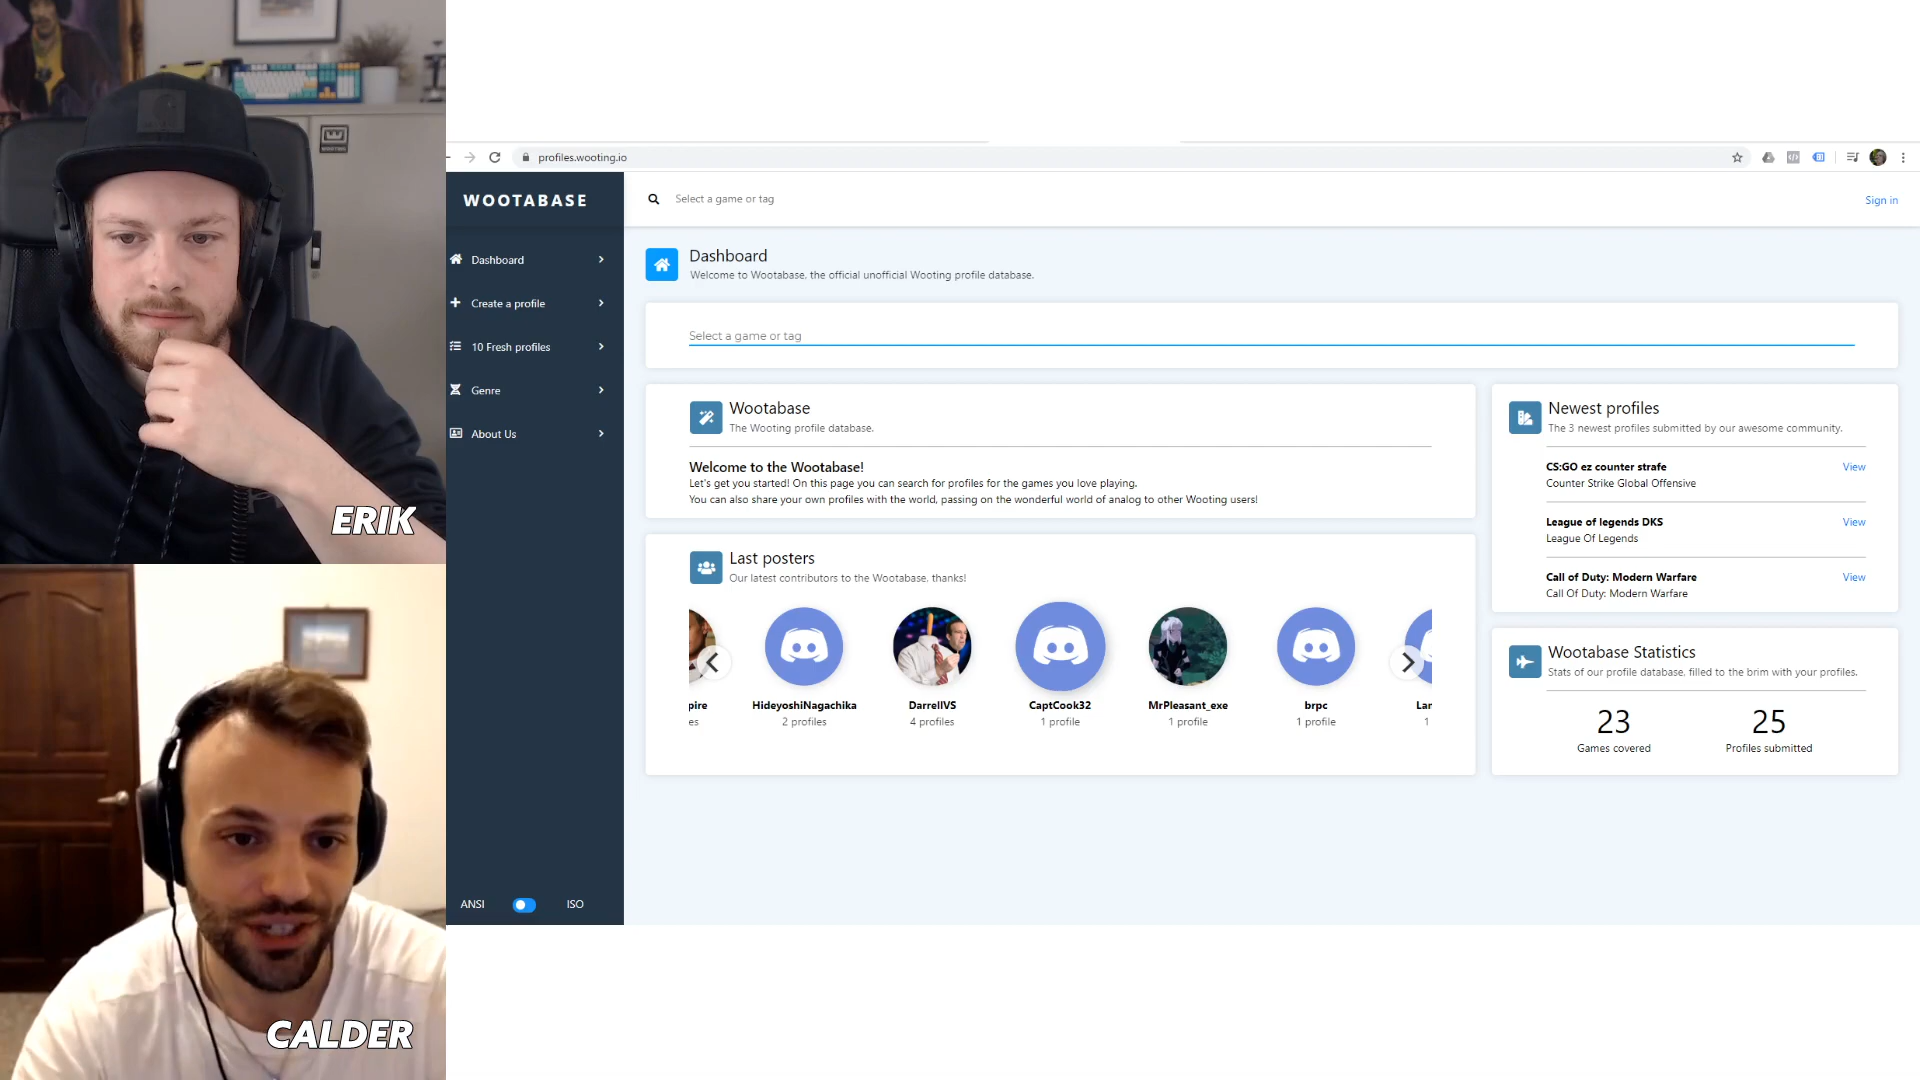 ERIK
CALDER
profiles.wooting.io
WOOTABASE
Dashboard
Create a profile
10 Fresh profiles
Genre
About Us
ANSI
ISO
Select a game or tag
Sign in
Dashboard
Welcome to Wootabase, the official unofficial Wooting profile database.
Select a game or tag
Wootabase
The Wooting profile database.
Welcome to the Wootabase!
Let's get you started! On this page you can search for profiles for the games you love playing.
You can also share your own profiles with the world, passing on the wonderful world of analog to other Wooting users!
Last posters
Our latest contributors to the Wootabase, thanks!
pire
es
HideyoshiNagachika
2 profiles
DarrellVS
4 profiles
CaptCook32
1 profile
MrPleasant_exe
1 profile
brpc
1 profile
Lan
1
Newest profiles
The 3 newest profiles submitted by our awesome community.
CS:GO ez counter strafe
View
Counter Strike Global Offensive
League of legends DKS
View
League Of Legends
Call of Duty: Modern Warfare
View
Call Of Duty: Modern Warfare
Wootabase Statistics
Stats of our profile database, filled to the brim with your profiles.
23
Games covered
25
Profiles submitted